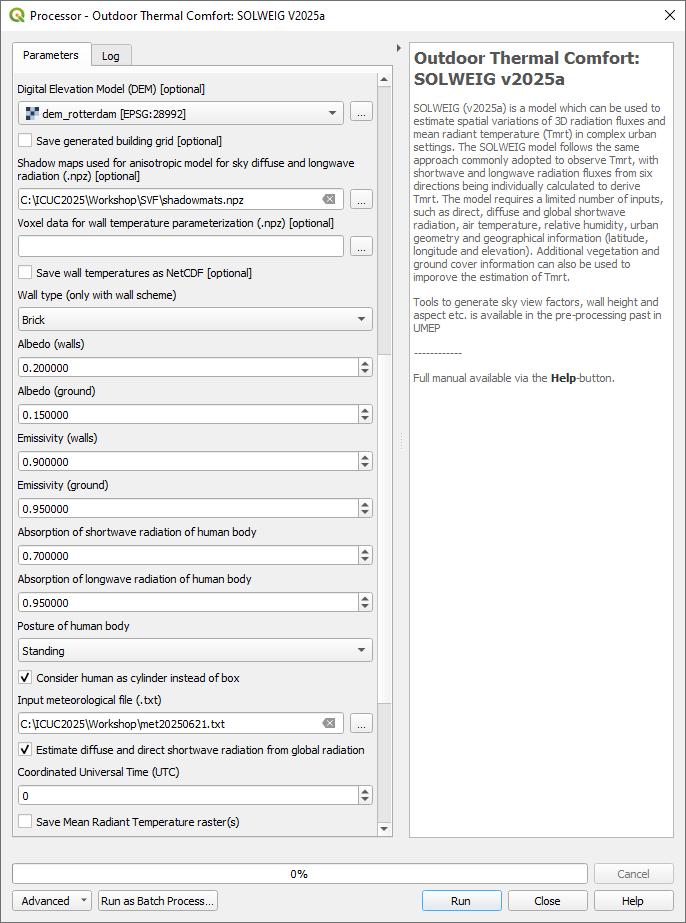 Processor - Outdoor Thermal Comfort: SOLWEIG V2025a
Parameters
Log
Digital Elevation Model (DEM) [optional]
dem_rotterdam [EPSG:28992]
...
Save generated building grid [optional]
Shadow maps used for anisotropic model for sky diffuse and longwave
radiation (.npz) [optional]
C:\ICUC2025\Workshop\SVF\shadowmats.npz
...
Voxel data for wall temperature parameterization (.npz) [optional]
...
Save wall temperatures as NetCDF [optional]
Wall type (only with wall scheme)
Brick
Albedo (walls)
0.200000
Albedo (ground)
0.150000
Emissivity (walls)
0.900000
Emissivity (ground)
0.950000
Absorption of shortwave radiation of human body
0.700000
Absorption of longwave radiation of human body
0.950000
Posture of human body
Standing
Consider human as cylinder instead of box
Input meteorological file (.txt)
C:\ICUC2025\Workshop\met20250621.txt
...
Estimate diffuse and direct shortwave radiation from global radiation
Coordinated Universal Time (UTC)
0
Save Mean Radiant Temperature raster(s)
Outdoor Thermal Comfort:
SOLWEIG v2025a
SOLWEIG (v2025a) is a model which can be used to
estimate spatial variations of 3D radiation fluxes and
mean radiant temperature (Tmrt) in complex urban
settings. The SOLWEIG model follows the same
approach commonly adopted to observe Tmrt, with
shortwave and longwave radiation fluxes from six
directions being individually calculated to derive
Tmrt. The model requires a limited number of inputs,
such as direct, diffuse and global shortwave
radiation, air temperature, relative humidity, urban
geometry and geographical information (latitude,
longitude and elevation). Additional vegetation and
ground cover information can also be used to
imporove the estimation of Tmrt.
Tools to generate sky view factors, wall height and
aspect etc. is available in the pre-processing past in
UMEP
------------
Full manual available via the Help-button.
0%
Cancel
Advanced
Run as Batch Process...
Run
Close
Help